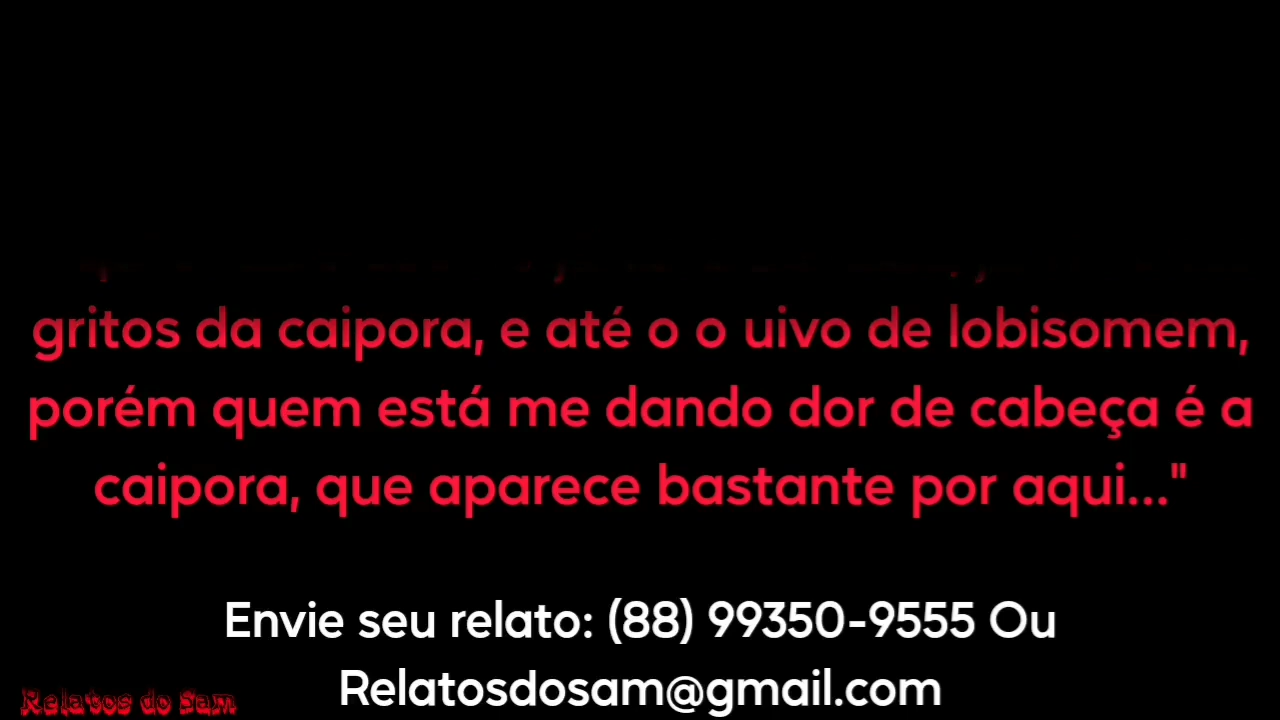 gritos da caipora, e até o o uivo de lobisomem,
porém quem está me dando dor de cabeça é a
caipora, que aparece bastante por aqui..."
Envie seu relato: (88) 99350-9555 Ou
Relatosdosam@gmail.com
Relatos do Sam